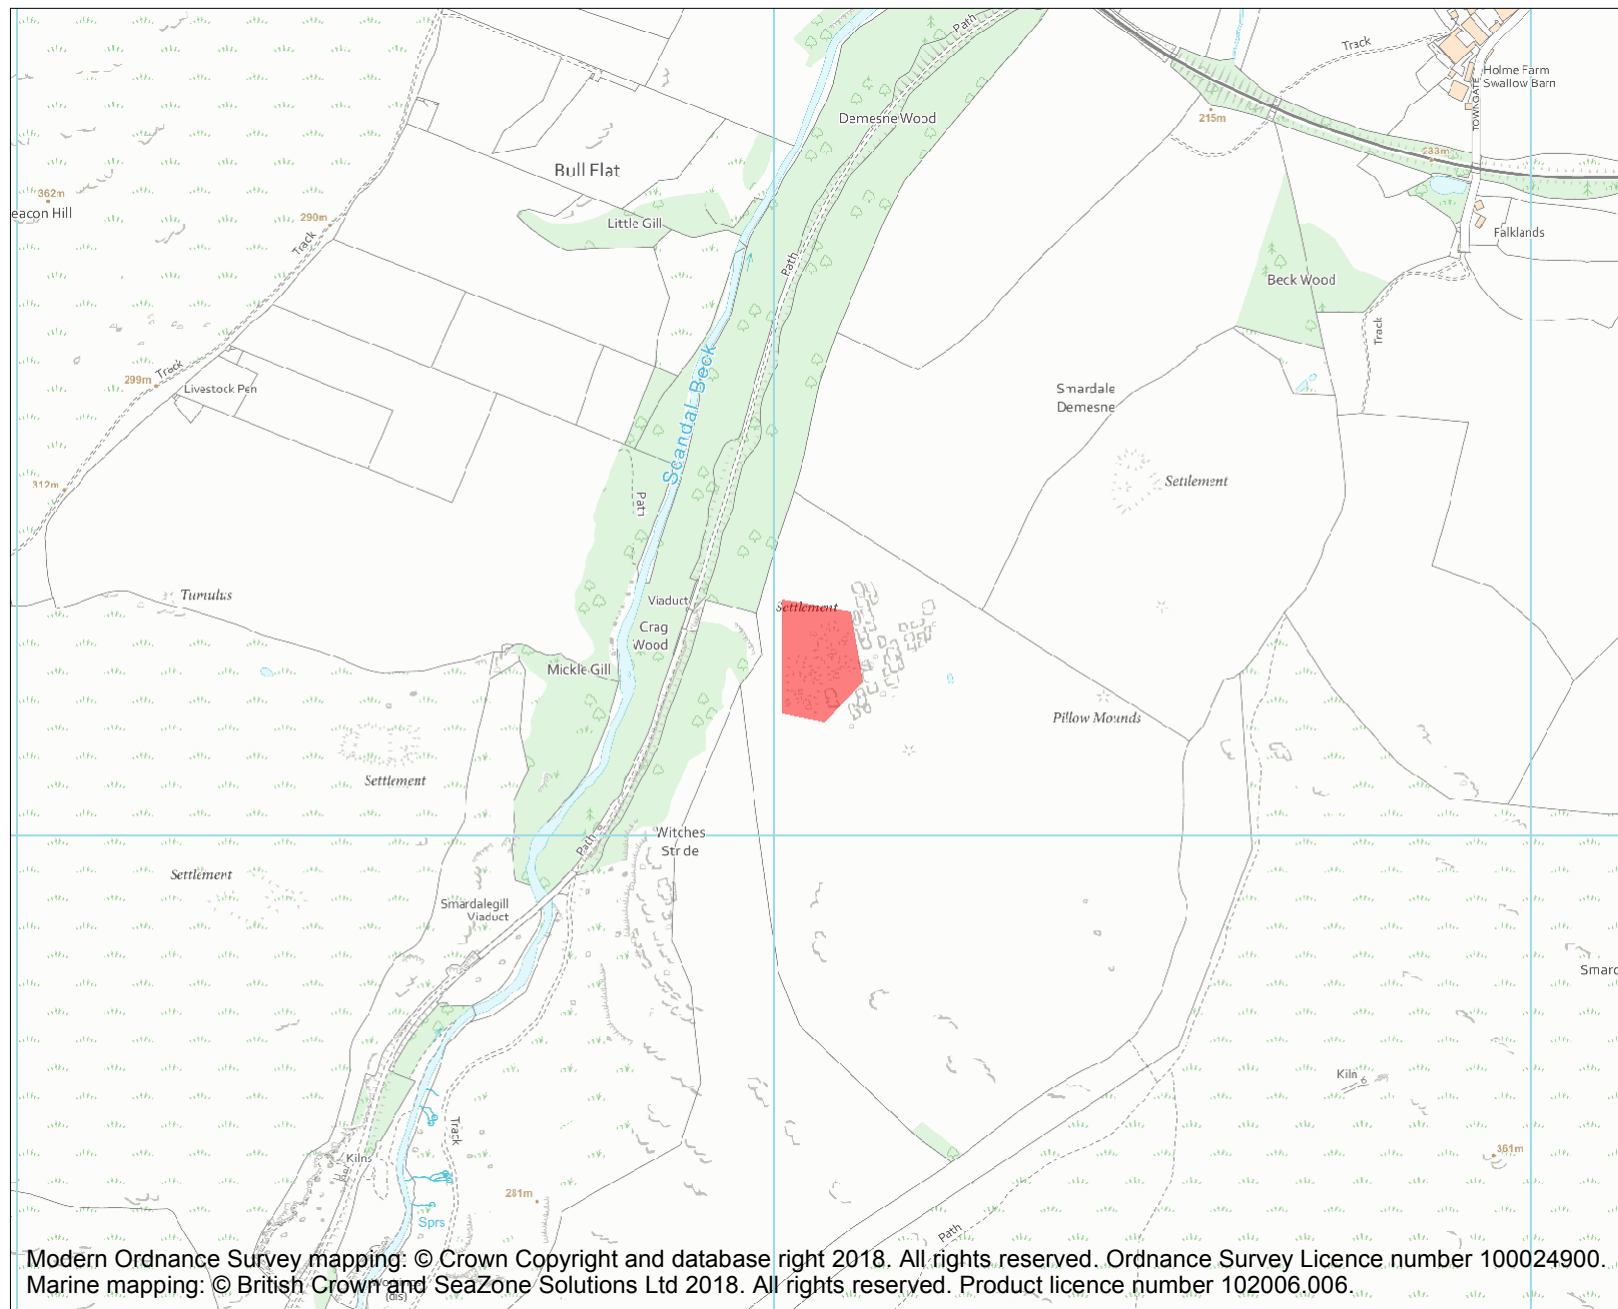 Path
Track
Holme Farm
Swallow Barn
TOWNGATE
Demesne Wood
215m
233m
Bull Flat
362m
eacon Hill
290m
Track
Little Gill
Falklands
Path
Beck Wood
Track
Scandal Beck
299m
Track
Livestock Pen
Smardale
Demesne
312m
Path
Settlement
Tumulus
Viaduct
Settlement
Crag
Wood
Mickle Gill
Pillow Mounds
Settlement
Witches
Stride
Path
Settlement
Smardalegill
Viaduct
Smard
Kiln
Track
Kilns
361m
281m
Sprs
Path
(dis)
Modern Ordnance Survey mapping: © Crown Copyright and database right 2018. All rights reserved. Ordnance Survey Licence number 100024900.
Marine mapping: © British Crown and SeaZone Solutions Ltd 2018. All rights reserved. Product licence number 102006.006.